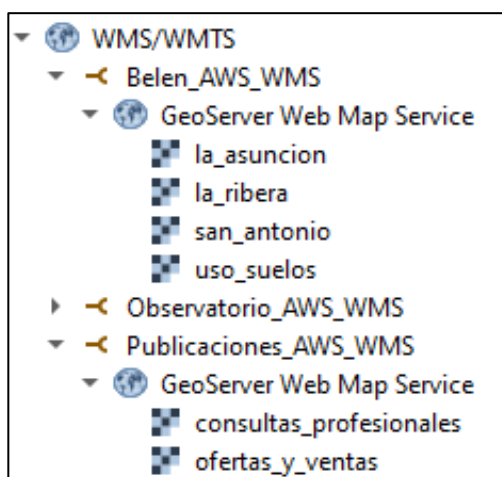 WMS/WMTS
Belen_AWS_WMS
GeoServer Web Map Service
la_asuncion
la_ribera
san_antonio
uso_suelos
Observatorio_AWS_WMS
Publicaciones_AWS_WMS
GeoServer Web Map Service
consultas_profesionales
ofertas_y_ventas